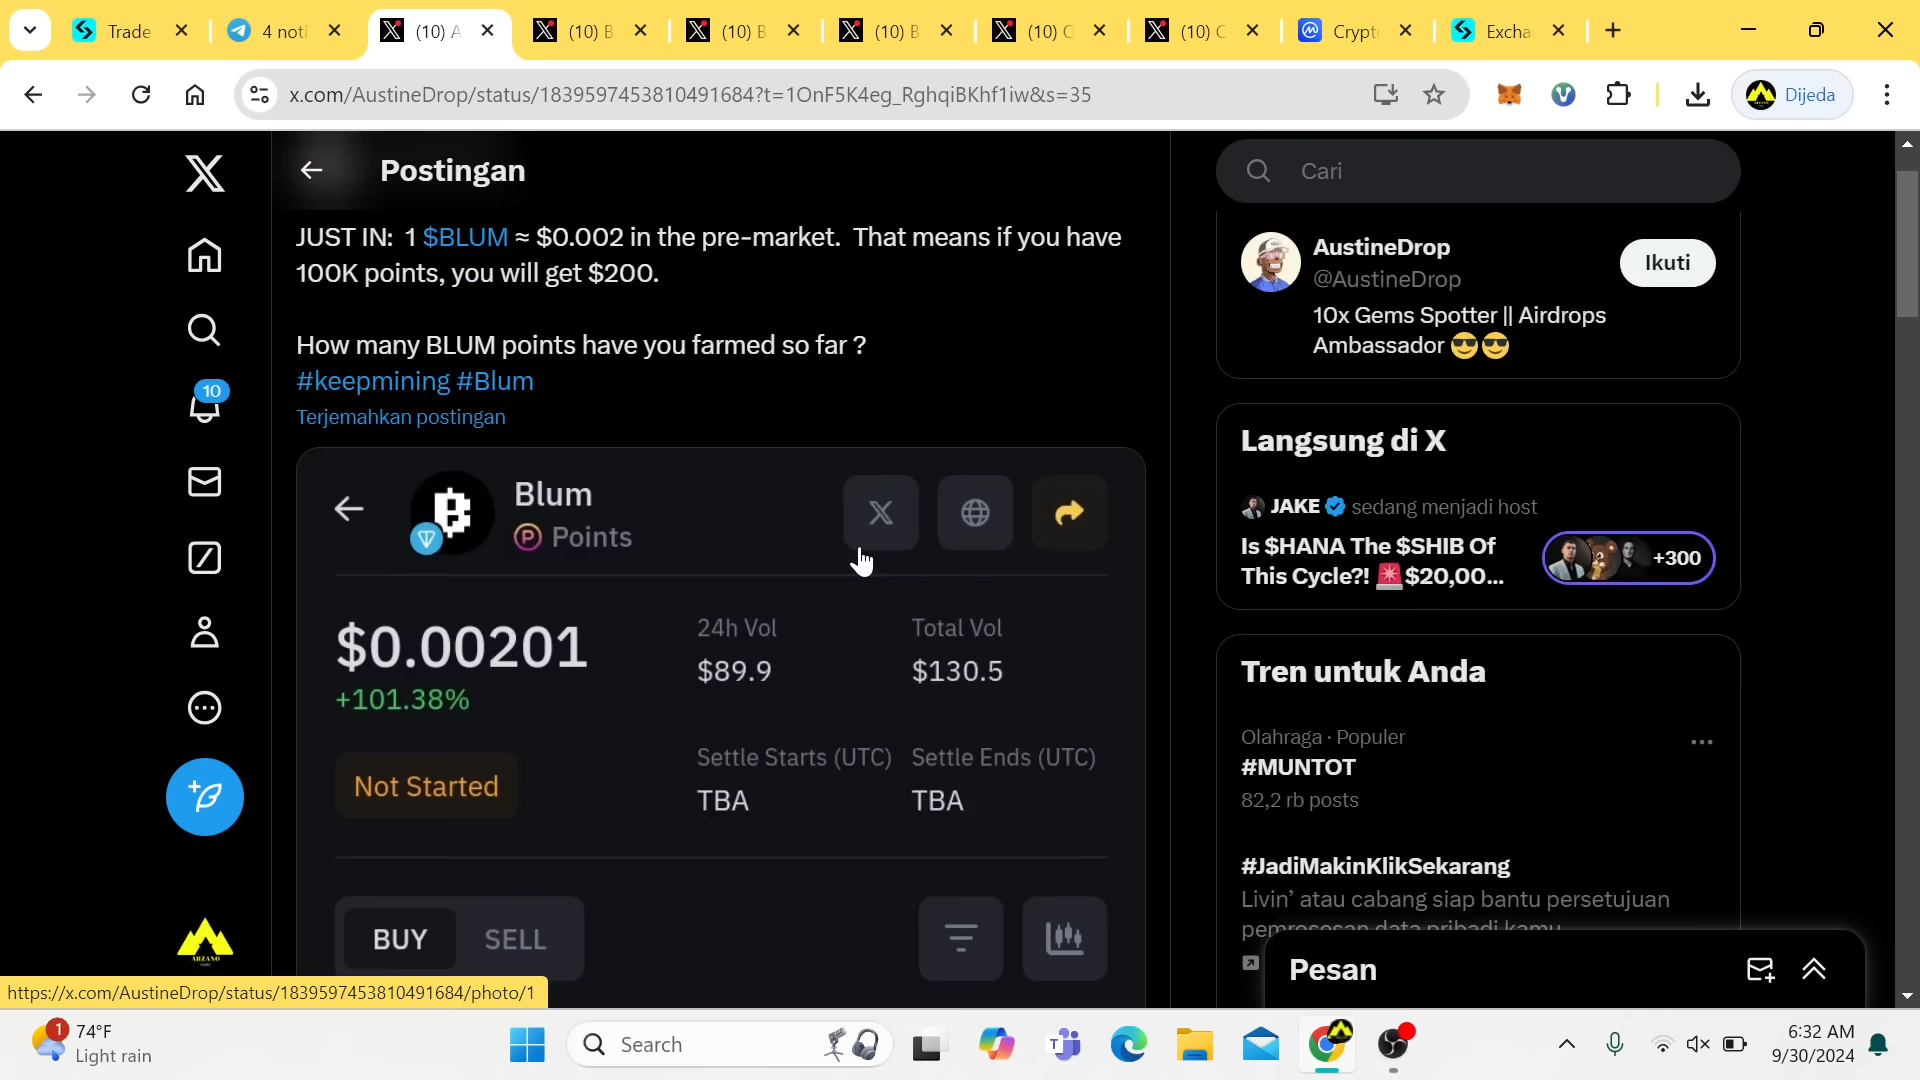 Trade
4 noti
(10) A
(10) B
(10) B
(10) B
(10) C
(10) C
Crypt
Excha
x.com/AustineDrop/status/1839597453810491684?t=1OnF5K4eg_RghqiBKhf1iw&s=35
Dijeda
Postingan
JUST IN: 1 $BLUM ≈ $0.002 in the pre-market. That means if you have
100K points, you will get $200.
How many BLUM points have you farmed so far ?
#keepmining #Blum
Terjemahkan postingan
Blum
P Points
$0.00201
+101.38%
Not Started
24h Vol
$89.9
Total Vol
$130.5
Settle Starts (UTC)
TBA
Settle Ends (UTC)
TBA
BUY
SELL
10
ARZANO
https://x.com/AustineDrop/status/1839597453810491684/photo/1
Cari
AustineDrop
@AustineDrop
Ikuti
10x Gems Spotter || Airdrops
Ambassador 😎😎
Langsung di X
JAKE sedang menjadi host
Is $HANA The $SHIB Of
This Cycle?! 🚨$20,00...
+300
Tren untuk Anda
Olahraga · Populer
#MUNTOT
82,2 rb posts
#JadiMakinKlikSekarang
Livin' atau cabang siap bantu persetujuan
pemrosesan data pribadi kamu
Pesan
1
74°F
Light rain
Search
6:32 AM
9/30/2024